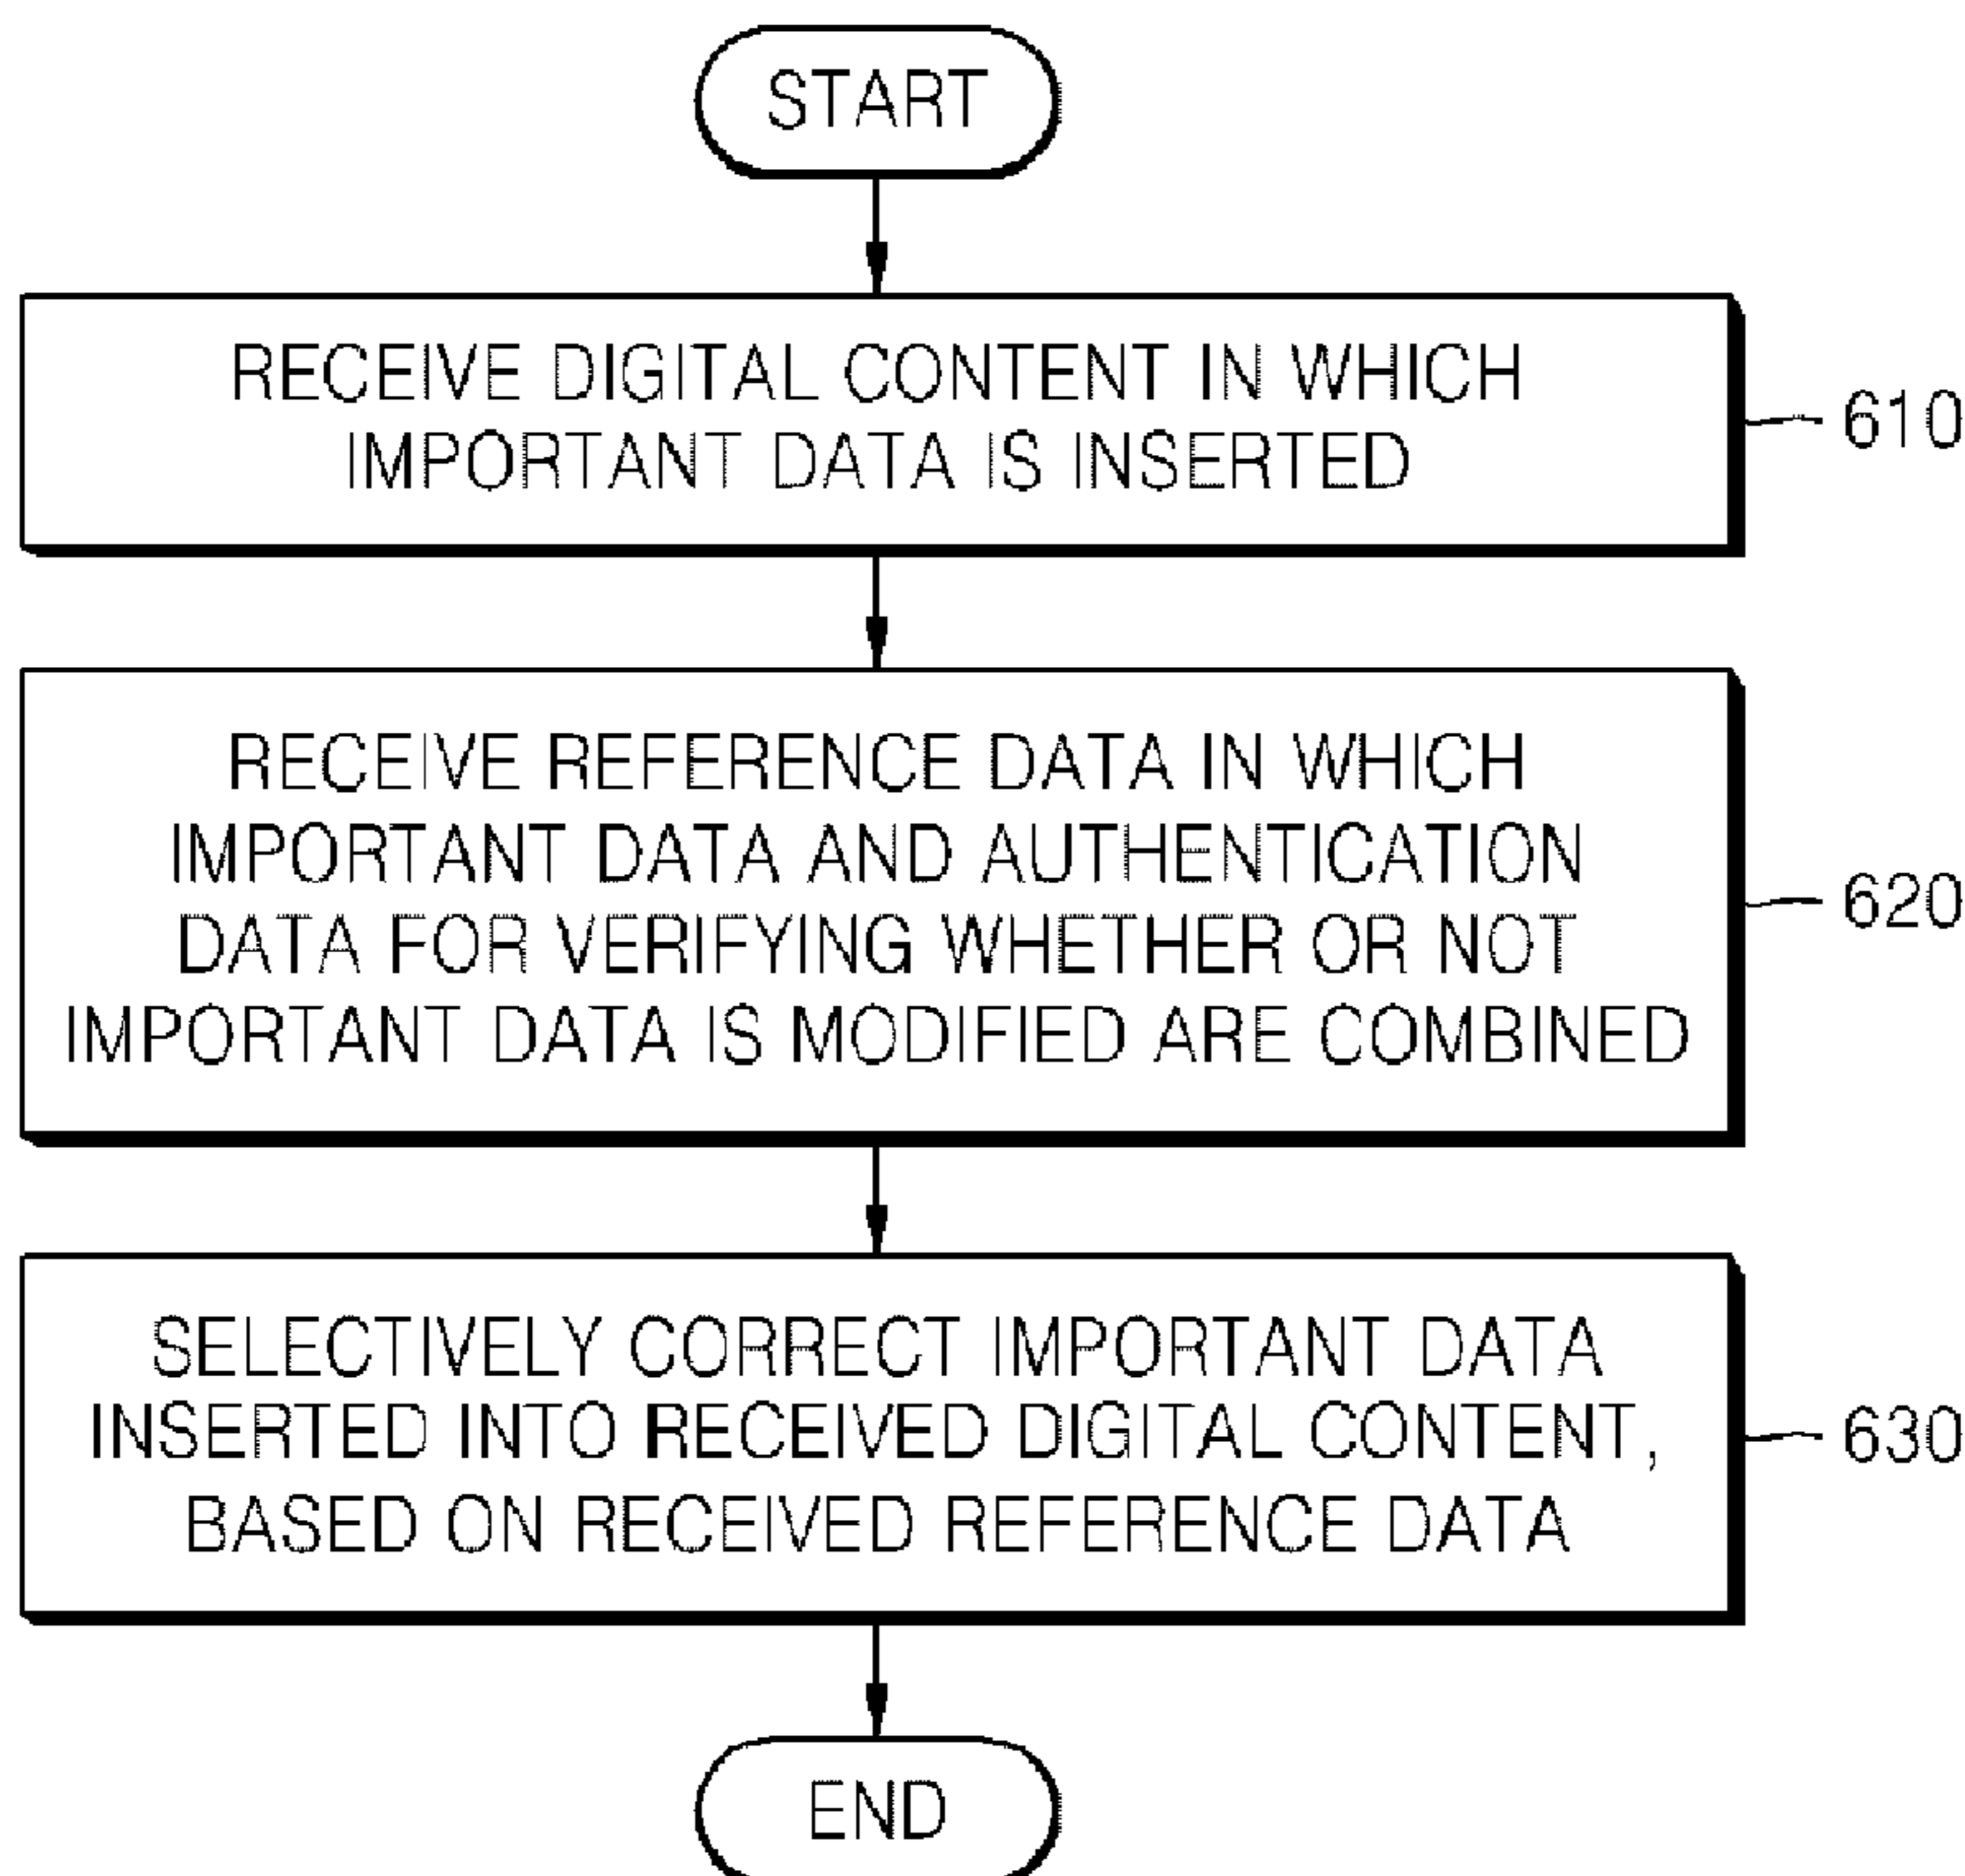 START
RECEIVE DIGITAL CONTENT IN WHICH
IMPORTANT DATA IS INSERTED
610
RECEIVE REFERENCE DATA IN WHICH
IMPORTANT DATA AND AUTHENTICATION
DATA FOR VERIFYING WHETHER OR NOT
IMPORTANT DATA IS MODIFIED ARE COMBINED
620
SELECTIVELY CORRECT IMPORTANT DATA
INSERTED INTO RECEIVED DIGITAL CONTENT,
BASED ON RECEIVED REFERENCE DATA
630
END